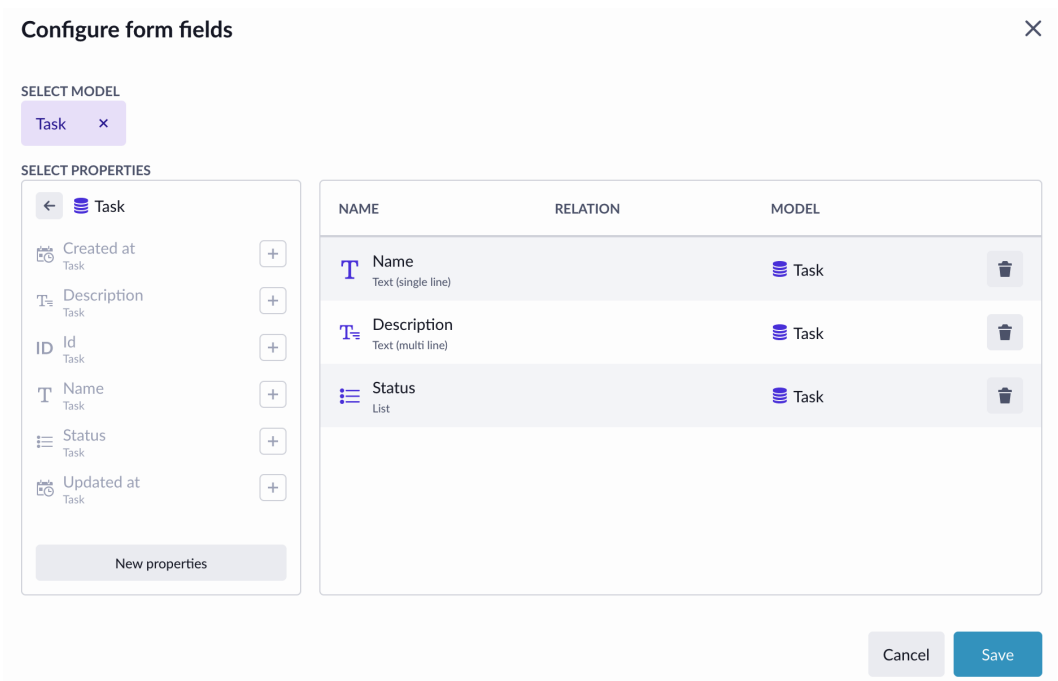 Configure form fields
SELECT MODEL
Task
SELECT PROPERTIES
Task
Created at
Task
Description
Task
ID Id
Task
Name
Task
Status
Task
Updated at
Task
New properties
NAME RELATION MODEL
Name
Text (single line)
Task
Description
Text (multi line)
Task
Status
List
Task
Cancel Save